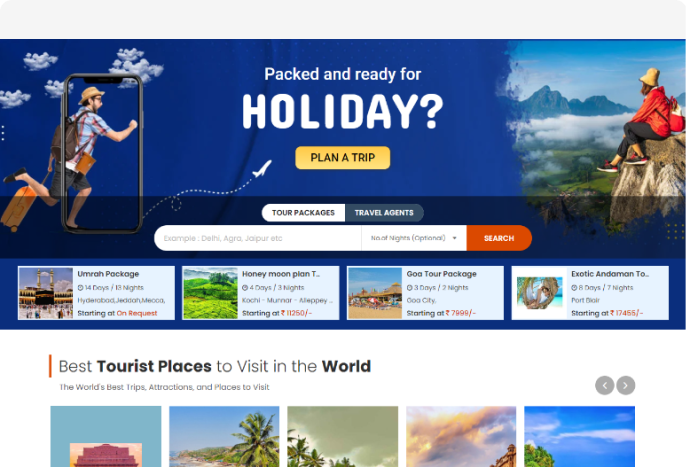 Packed and ready for
HOLIDAY?
PLAN A TRIP
TOUR PACKAGES
TRAVEL AGENTS
Example : Delhi, Agra, Jaipur etc
No.of Nights (Optional)
SEARCH
Umrah Package
14 Days / 13 Nights
Hyderabad,Jeddah,Mecca,
Starting at On Request
Honey moon plan T..
4 Days / 3 Nights
Kochi - Munnar - Alleppey ...
Starting at ₹ 11250/-
Goa Tour Package
3 Days / 2 Nights
Goa City,
Starting at ₹ 7999/-
Exotic Andaman To..
8 Days / 7 Nights
Port Blair
Starting at ₹ 17455/-
Best Tourist Places to Visit in the World
The World's Best Trips, Attractions, and Places to Visit